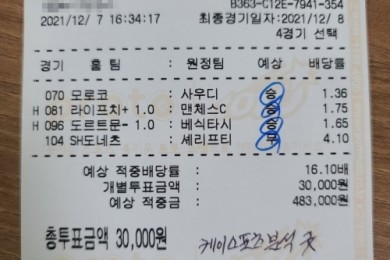 B363-C12E-7941-354
2021/12/ 7 16:34:17 최종경기일자:2021/12/ 8
4경기 선택
경기 홈 팀 : 원정팀 예상 배당률
070 모로코 : 사우디 승 1.36
H 081 라이프치+ 1.0 : 맨체스C 승 1.75
H 096 도르트문- 1.0 : 베식타시 승 1.65
104 SH도네츠 : 셰리프티 무 4.10
예상 적중배당률 : 16.10배
개별투표금액 : 30,000원
예상 적중금 : 483,000원
총투표금액 30,000원
케이스포츠분석